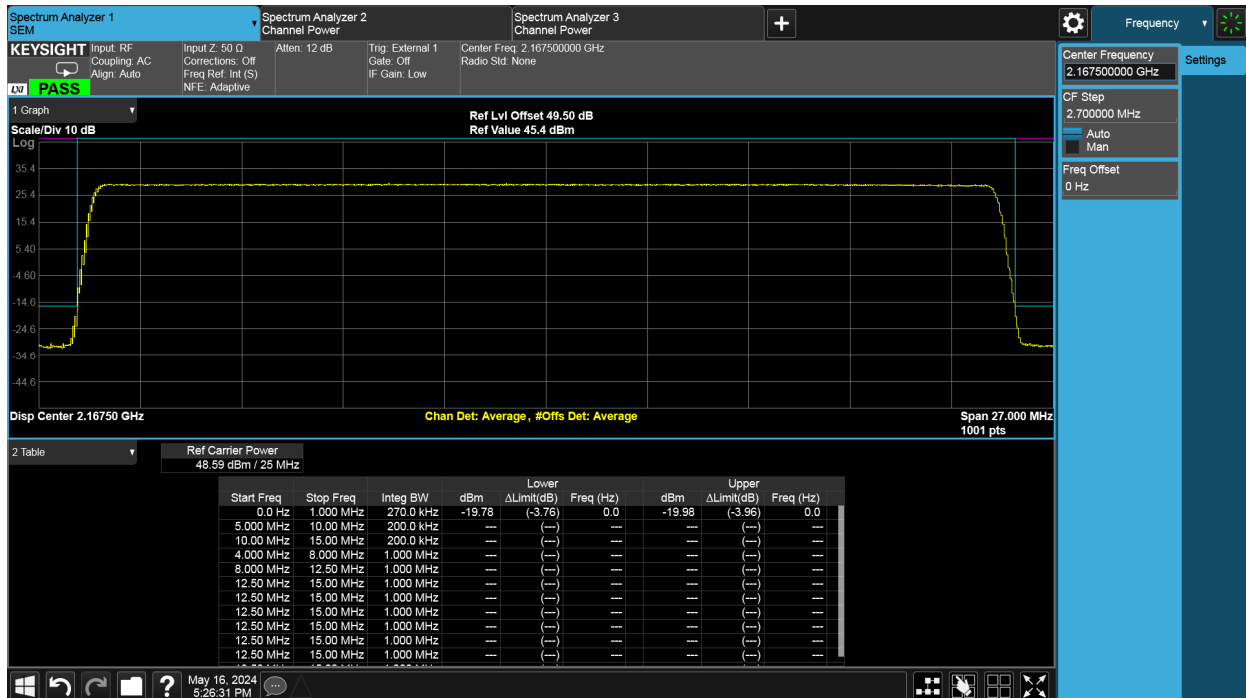 Spectrum Analyzer 1
SEM
Spectrum Analyzer 2
Channel Power
Spectrum Analyzer 3
Channel Power
Frequency
KEYSIGHT
LXI PASS
Input: RF
Coupling: AC
Align: Auto
Input Z: 50 Ω
Corrections: Off
Freq Ref: Int (S)
NFE: Adaptive
Atten: 12 dB
Trig: External 1
Gate: Off
IF Gain: Low
Center Freq: 2.167500000 GHz
Radio Std: None
Center Frequency
2.167500000 GHz
Settings
CF Step
2.700000 MHz
Auto
Man
Freq Offset
0 Hz
1 Graph
Scale/Div 10 dB
Ref Lvl Offset 49.50 dB
Ref Value 45.4 dBm
Log
35.4
25.4
15.4
5.40
-4.60
-14.6
-24.6
-34.6
-44.6
Disp Center 2.16750 GHz
Chan Det: Average, #Offs Det: Average
Span 27.000 MHz
1001 pts
2 Table
Ref Carrier Power
48.59 dBm / 25 MHz
Lower Upper
Start Freq Stop Freq Integ BW dBm ΔLimit(dB) Freq (Hz) dBm ΔLimit(dB) Freq (Hz)
0.0 Hz 1.000 MHz 270.0 kHz -19.78 (-3.76) 0.0 -19.98 (-3.96) 0.0
5.000 MHz 10.00 MHz 200.0 kHz --- (---) --- --- (---) ---
10.00 MHz 15.00 MHz 200.0 kHz --- (---) --- --- (---) ---
4.000 MHz 8.000 MHz 1.000 MHz --- (---) --- --- (---) ---
8.000 MHz 12.50 MHz 1.000 MHz --- (---) --- --- (---) ---
12.50 MHz 15.00 MHz 1.000 MHz --- (---) --- --- (---) ---
12.50 MHz 15.00 MHz 1.000 MHz --- (---) --- --- (---) ---
12.50 MHz 15.00 MHz 1.000 MHz --- (---) --- --- (---) ---
12.50 MHz 15.00 MHz 1.000 MHz --- (---) --- --- (---) ---
12.50 MHz 15.00 MHz 1.000 MHz --- (---) --- --- (---) ---
12.50 MHz 15.00 MHz 1.000 MHz --- (---) --- --- (---) ---
May 16, 2024
5:26:31 PM